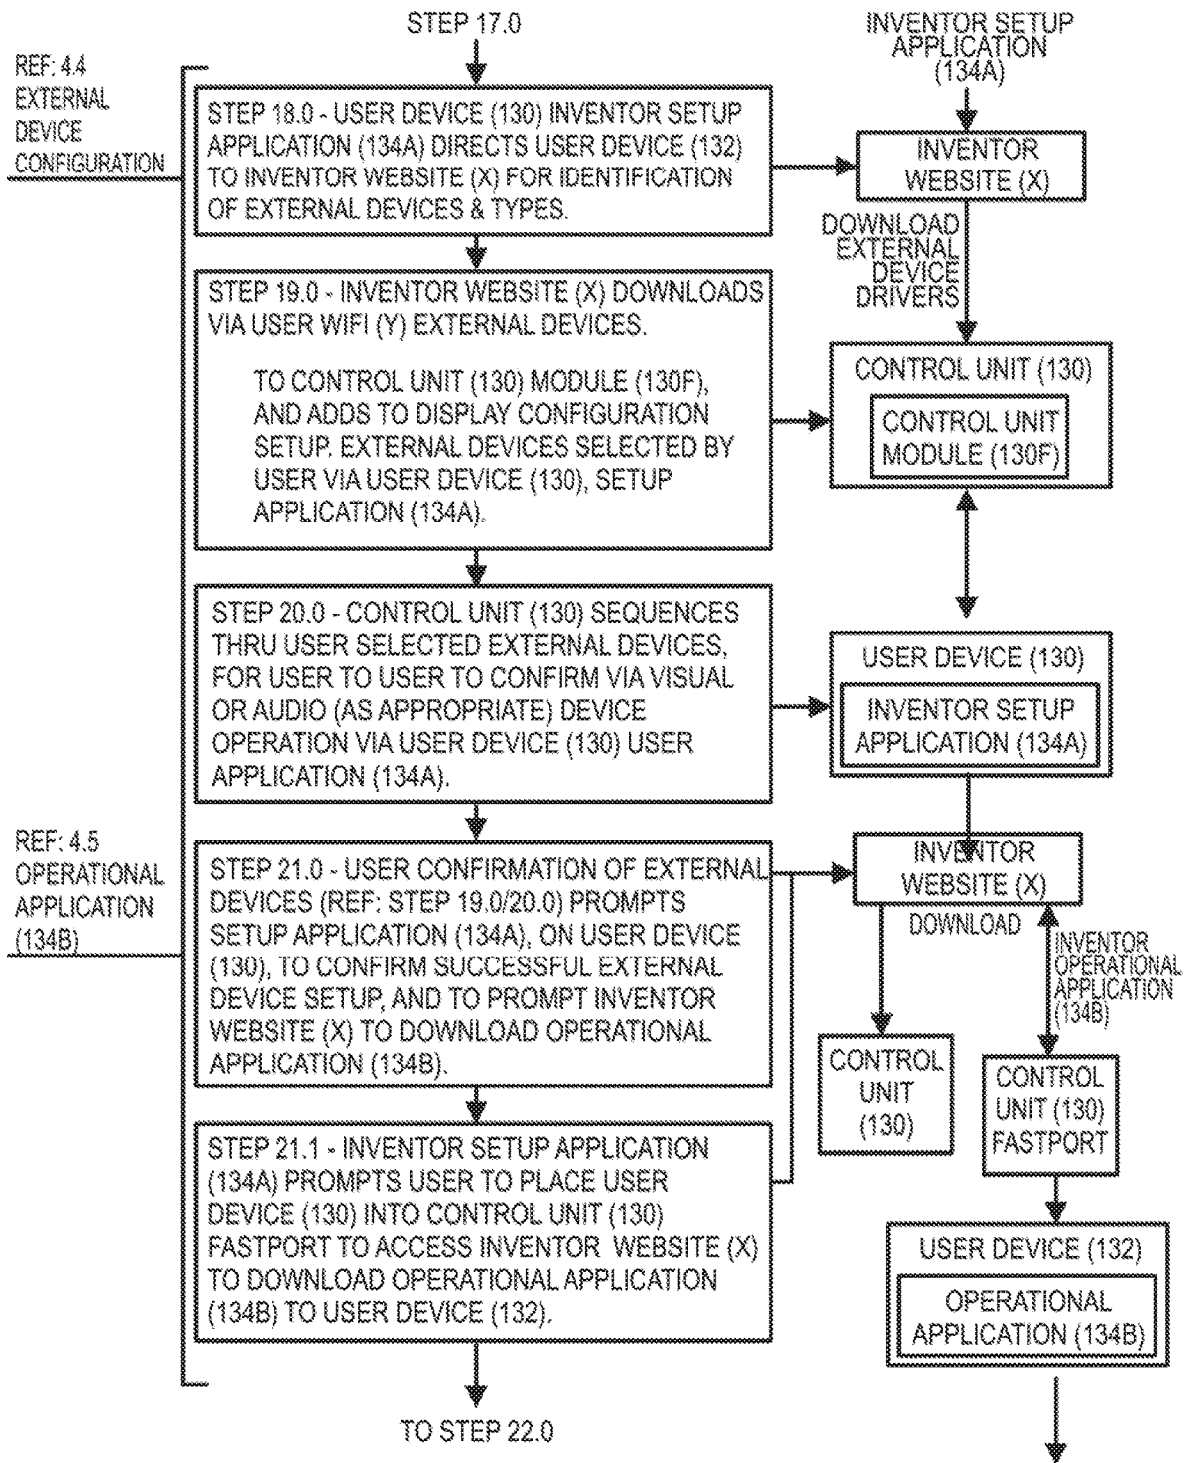 STEP 17.0
INVENTOR SETUP
APPLICATION
(134A)
REF: 4.4
EXTERNAL
DEVICE
CONFIGURATION
STEP 18.0 - USER DEVICE (130) INVENTOR SETUP
APPLICATION (134A) DIRECTS USER DEVICE (132)
TO INVENTOR WEBSITE (X) FOR IDENTIFICATION
OF EXTERNAL DEVICES & TYPES.
INVENTOR
WEBSITE (X)
DOWNLOAD
EXTERNAL
DEVICE
DRIVERS
STEP 19.0 - INVENTOR WEBSITE (X) DOWNLOADS
VIA USER WIFI (Y) EXTERNAL DEVICES.
TO CONTROL UNIT (130) MODULE (130F),
AND ADDS TO DISPLAY CONFIGURATION
SETUP. EXTERNAL DEVICES SELECTED BY
USER VIA USER DEVICE (130), SETUP
APPLICATION (134A).
CONTROL UNIT (130)
CONTROL UNIT
MODULE (130F)
STEP 20.0 - CONTROL UNIT (130) SEQUENCES
THRU USER SELECTED EXTERNAL DEVICES,
FOR USER TO USER TO CONFIRM VIA VISUAL
OR AUDIO (AS APPROPRIATE) DEVICE
OPERATION VIA USER DEVICE (130) USER
APPLICATION (134A).
USER DEVICE (130)
INVENTOR SETUP
APPLICATION (134A)
REF: 4.5
OPERATIONAL
APPLICATION
(134B)
STEP 21.0 - USER CONFIRMATION OF EXTERNAL
DEVICES (REF: STEP 19.0/20.0) PROMPTS
SETUP APPLICATION (134A), ON USER DEVICE
(130), TO CONFIRM SUCCESSFUL EXTERNAL
DEVICE SETUP, AND TO PROMPT INVENTOR
WEBSITE (X) TO DOWNLOAD OPERATIONAL
APPLICATION (134B).
INVENTOR
WEBSITE (X)
DOWNLOAD
INVENTOR
OPERATIONAL
APPLICATION
(134B)
CONTROL
UNIT
(130)
CONTROL
UNIT (130)
FASTPORT
STEP 21.1 - INVENTOR SETUP APPLICATION
(134A) PROMPTS USER TO PLACE USER
DEVICE (130) INTO CONTROL UNIT (130)
FASTPORT TO ACCESS INVENTOR WEBSITE (X)
TO DOWNLOAD OPERATIONAL APPLICATION
(134B) TO USER DEVICE (132).
USER DEVICE (132)
OPERATIONAL
APPLICATION (134B)
TO STEP 22.0